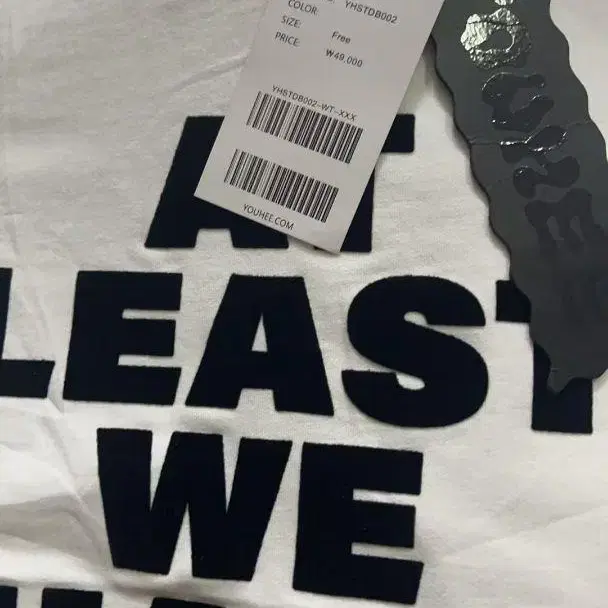 YHSTDB002
COLOR:
SIZE: Free
PRICE: ₩49,000
YHSTDB002-WT-XXX
YOUHEE.COM
AT
LEAST
WE